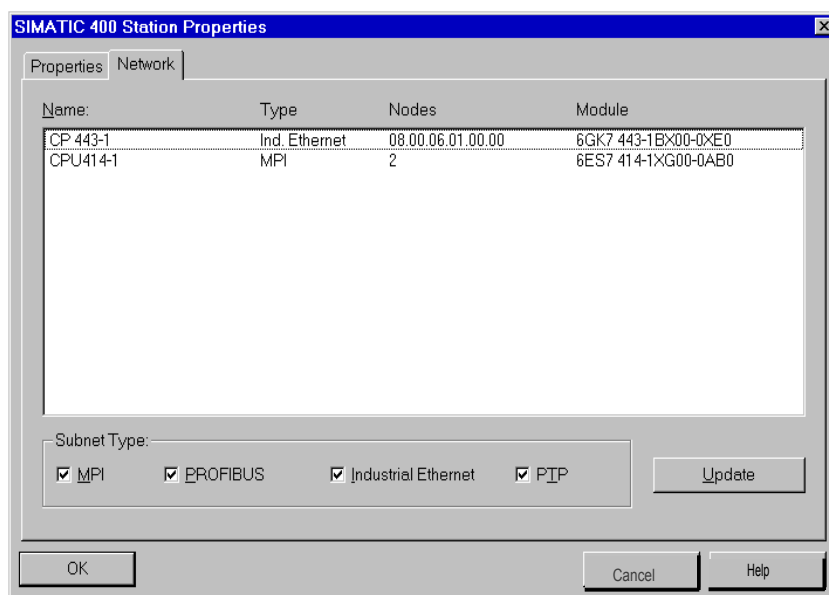 SIMATIC 400 Station Properties
Properties Network
Name: Type Nodes Module
CP 443-1 Ind. Ethernet 08.00.06.01.00.00 6GK7 443-1BX00-0XE0
CPU414-1 MPI 2 6ES7 414-1XG00-0AB0
Subnet Type:
MPI PROFIBUS Industrial Ethernet PTP Update
OK Cancel Help